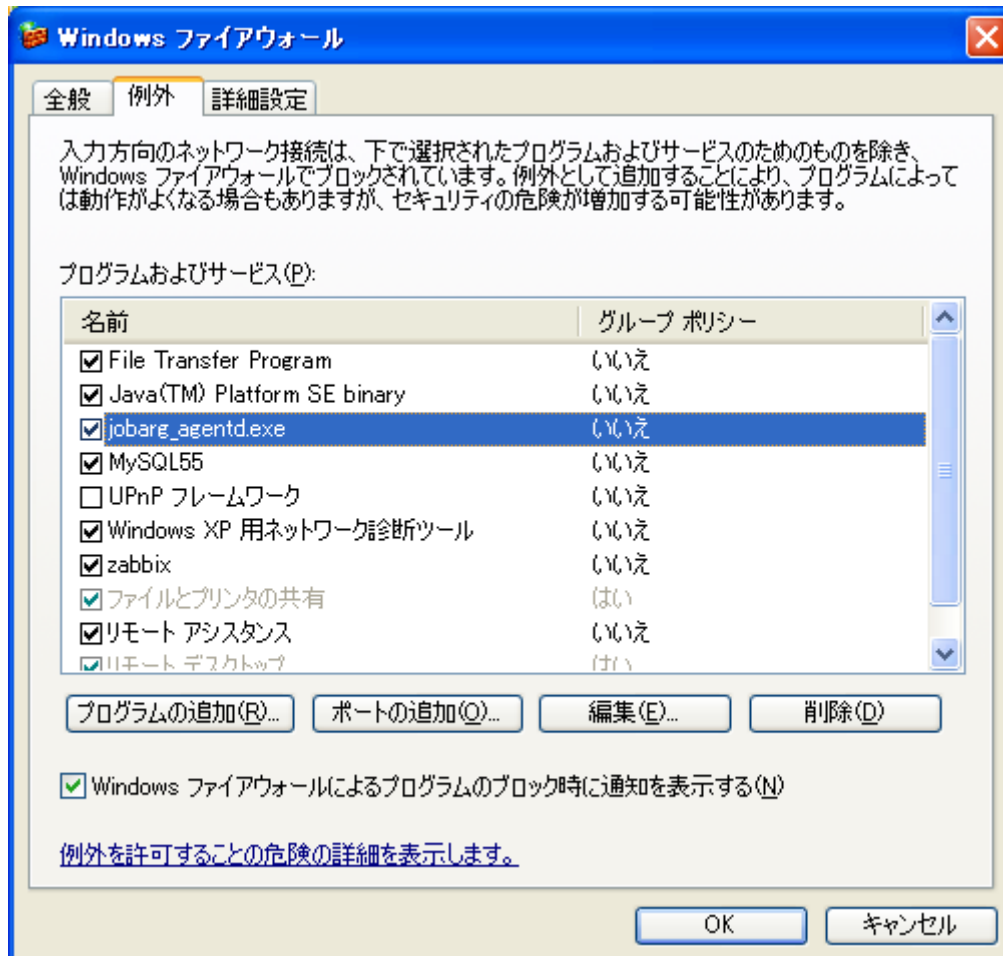 Windows ファイアウォール
全般 例外 詳細設定
入力方向のネットワーク接続は、下で選択されたプログラムおよびサービスのためのものを除き、
Windows ファイアウォールでブロックされています。例外として追加することにより、プログラムによって
は動作がよくなる場合もありますが、セキュリティの危険が増加する可能性があります。
プログラムおよびサービス(P):
名前 グループ ポリシー
File Transfer Program いいえ
Java(TM) Platform SE binary いいえ
jobarg_agentd.exe いいえ
MySQL55 いいえ
UPnP フレームワーク いいえ
Windows XP 用ネットワーク診断ツール いいえ
zabbix いいえ
ファイルとプリンタの共有 はい
リモート アシスタンス いいえ
リモート デスクトップ はい
プログラムの追加(R)... ポートの追加(O)... 編集(E)... 削除(D)
Windows ファイアウォールによるプログラムのブロック時に通知を表示する(N)
例外を許可することの危険の詳細を表示します。
OK キャンセル